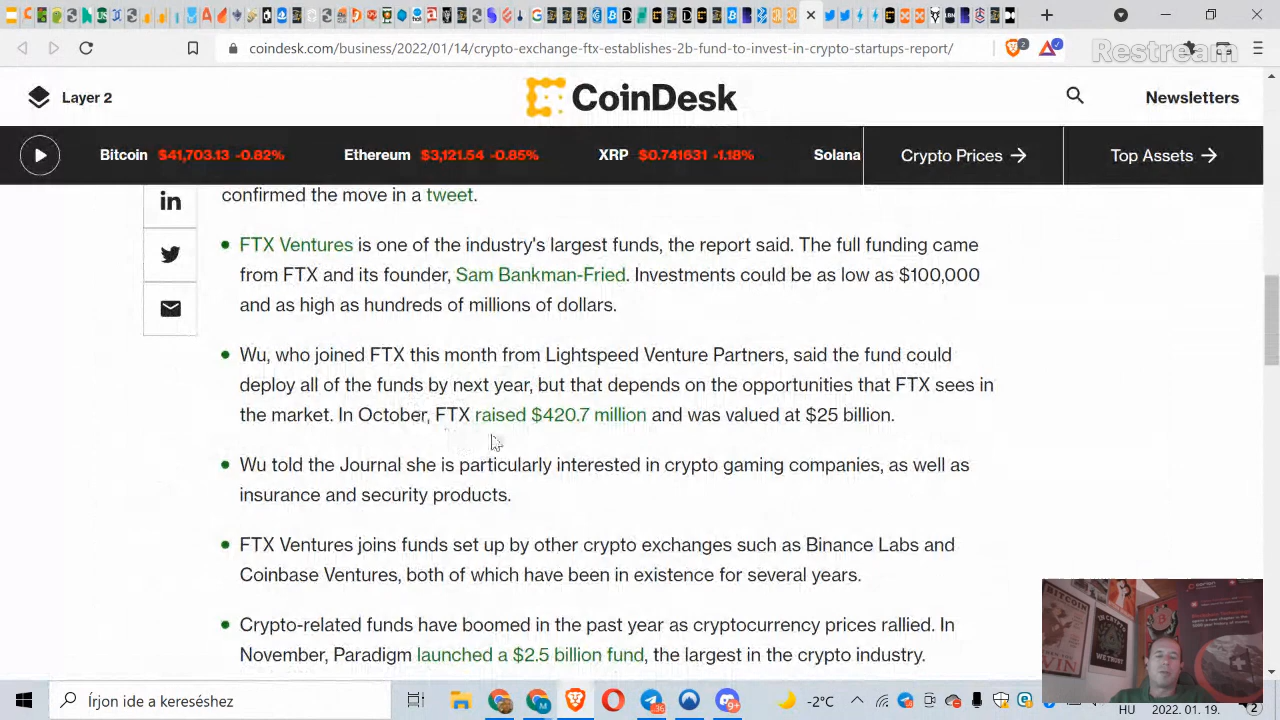 coindesk.com/business/2022/01/14/crypto-exchange-ftx-establishes-2b-fund-to-invest-in-crypto-startups-report/
2
Restream
Layer 2
CoinDesk
Newsletters
Bitcoin $41,703.13 -0.82%
Ethereum $3,121.54 -0.85%
XRP $0.741631 -1.18%
Solana
Crypto Prices →
Top Assets →
confirmed the move in a tweet.
FTX Ventures is one of the industry's largest funds, the report said. The full funding came
from FTX and its founder, Sam Bankman-Fried. Investments could be as low as $100,000
and as high as hundreds of millions of dollars.
Wu, who joined FTX this month from Lightspeed Venture Partners, said the fund could
deploy all of the funds by next year, but that depends on the opportunities that FTX sees in
the market. In October, FTX raised $420.7 million and was valued at $25 billion.
Wu told the Journal she is particularly interested in crypto gaming companies, as well as
insurance and security products.
FTX Ventures joins funds set up by other crypto exchanges such as Binance Labs and
Coinbase Ventures, both of which have been in existence for several years.
Crypto-related funds have boomed in the past year as cryptocurrency prices rallied. In
November, Paradigm launched a $2.5 billion fund, the largest in the crypto industry.
BITCOIN
IN CRYPTO
WE TRUST
Írjon ide a kereséshez
9+
-2°C
HU
2022. 01. 19.
2